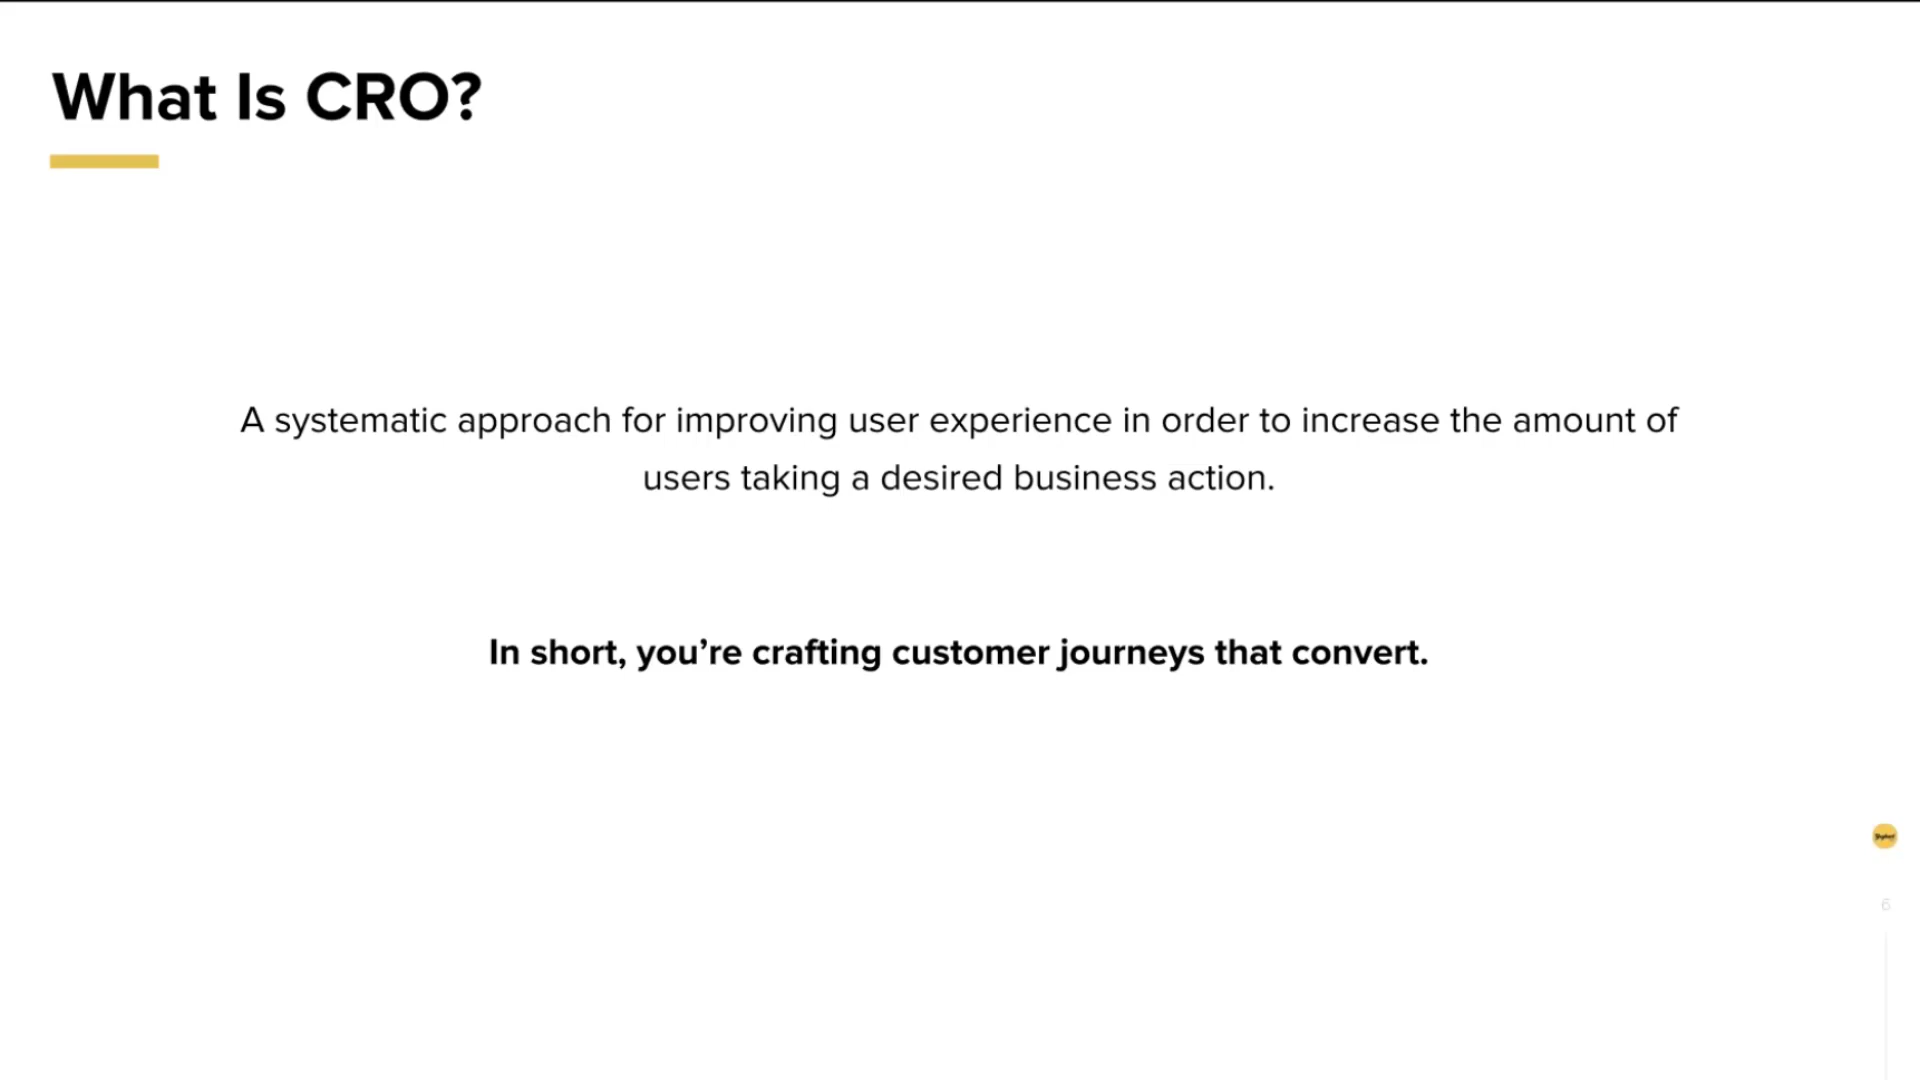 What Is CRO?
A systematic approach for improving user experience in order to increase the amount of
users taking a desired business action.
In short, you’re crafting customer journeys that convert.
6